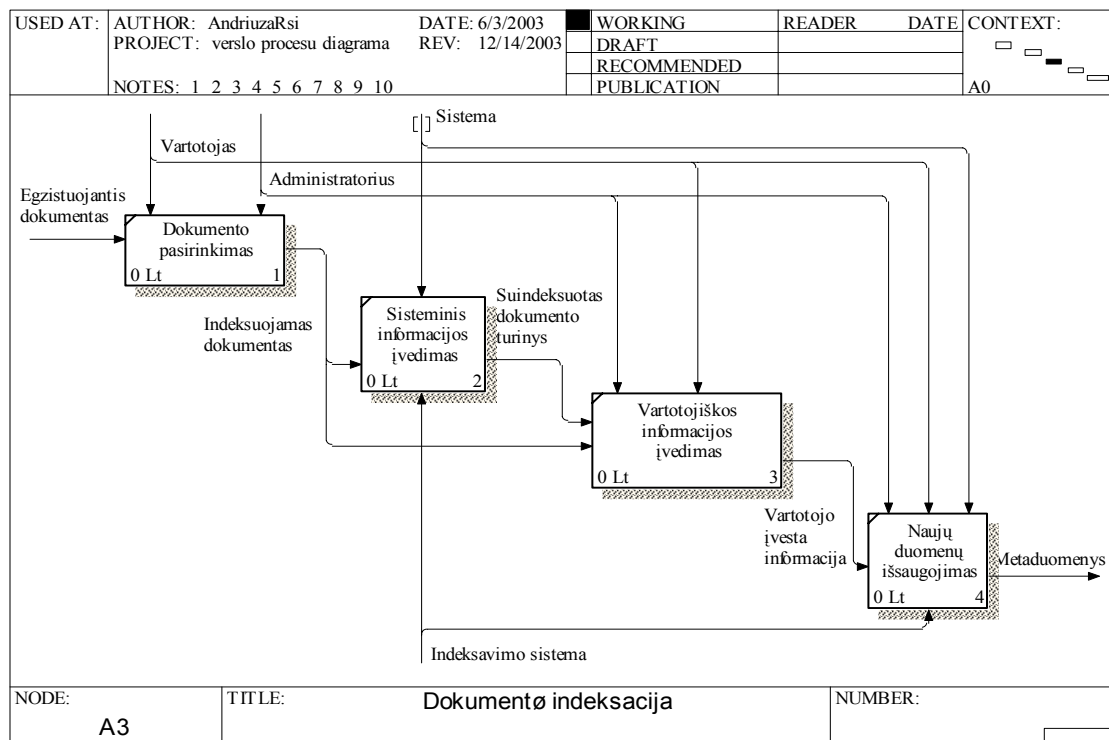 USED AT: AUTHOR: AndriuzaRsi DATE: 6/3/2003 WORKING READER DATE CONTEXT:
PROJECT: verslo procesu diagrama REV: 12/14/2003 DRAFT
RECOMMENDED
NOTES: 1 2 3 4 5 6 7 8 9 10 PUBLICATION A0
Sistema
Vartotojas
Administratorius
Egzistuojantis
dokumentas
Dokumento
pasirinkimas
0 Lt 1
Indeksuojamas
dokumentas
Sisteminis
informacijos
įvedimas
0 Lt 2
Suindeksuotas
dokumento
turinys
Vartotojiškos
informacijos
įvedimas
0 Lt 3
Vartotojo
įvesta
informacija
Naujų
duomenų
išsaugojimas
0 Lt 4
Metaduomenys
Indeksavimo sistema
NODE: TITLE: Dokumentø indeksacija NUMBER:
A3